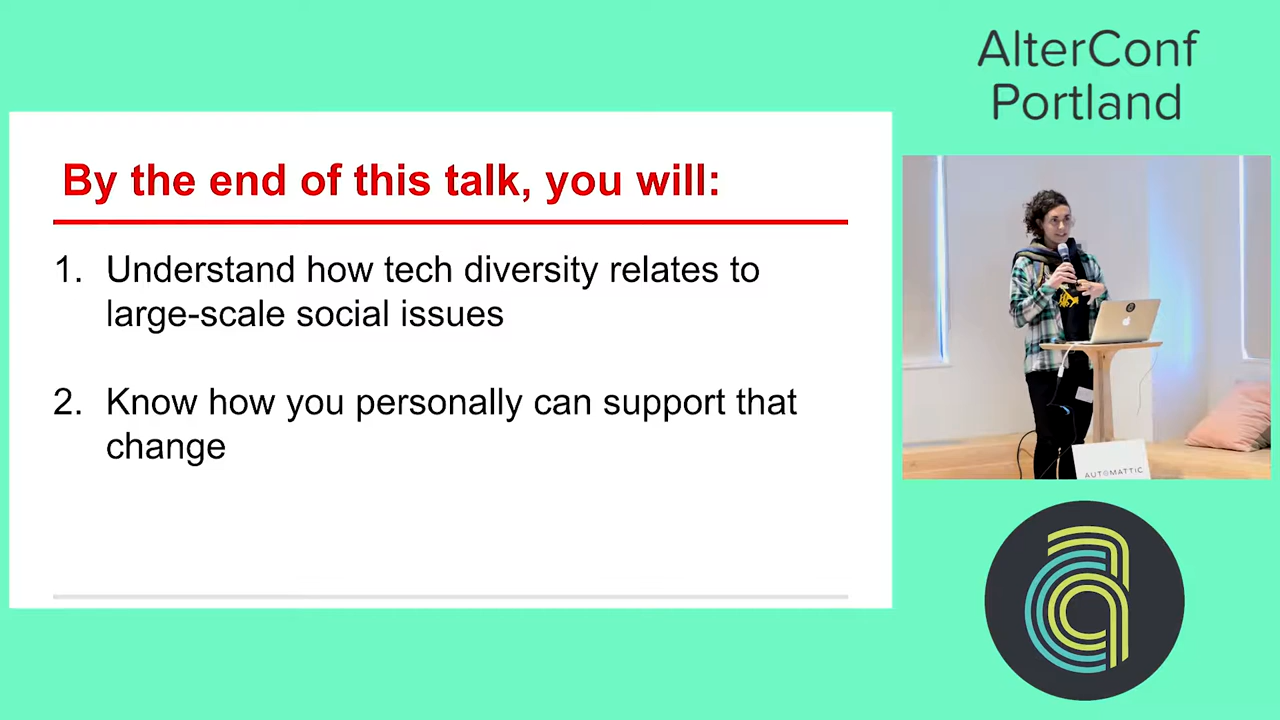 AlterConf
Portland
By the end of this talk, you will:
1. Understand how tech diversity relates to
large-scale social issues
2. Know how you personally can support that
change
AUTOMATTIC